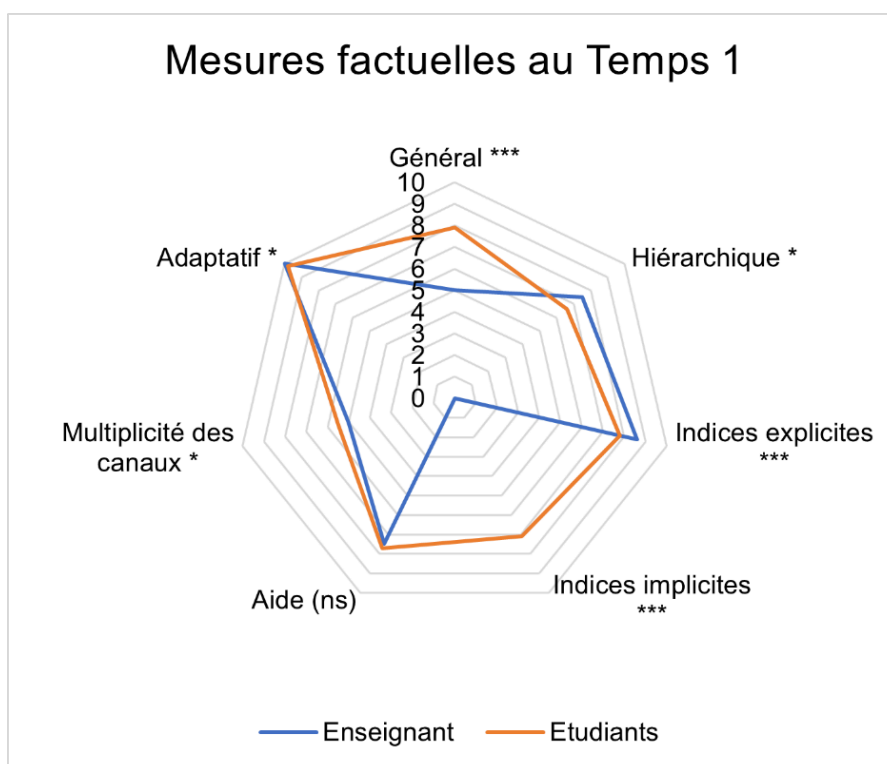 Mesures factuelles au Temps 1
Général ***
10
9
8
7
6
5
4
3
2
1
0
Hiérarchique *
Indices explicites
***
Indices implicites
***
Aide (ns)
Multiplicité des
canaux *
Adaptatif *
Enseignant
Etudiants